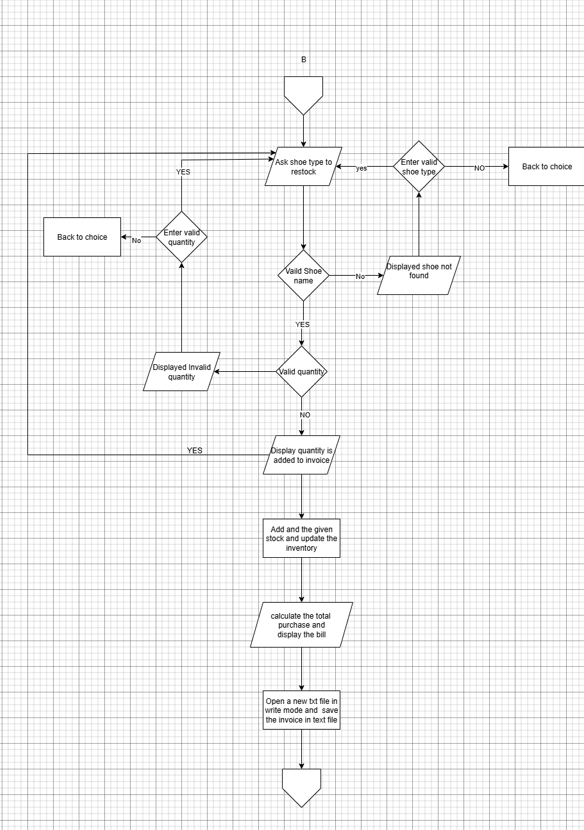 B
Ask shoe type to
restock
yes
Enter valid
shoe type
NO
Back to choice
YES
Back to choice
No
Enter valid
quantity
Vaild Shoe
name
No
Displayed shoe not
found
YES
Displayed Invalid
quantity
Valid quantity
NO
YES
Display quantity is
added to invoice
Add and the given
stock and update the
inventory
calculate the total
purchase and
display the bill
Open a new txt file in
write mode and save
the invoice in text file